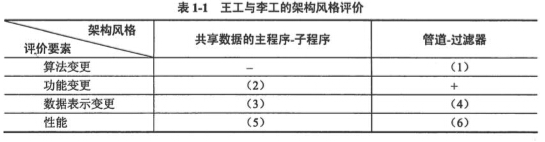 表 1-1 王工与李工的架构风格评价
架构风格
评价要素
共享数据的主程序-子程序 管道-过滤器
算法变更 – （1）
功能变更 （2） +
数据表示变更 （3） （4）
性能 （5） （6）